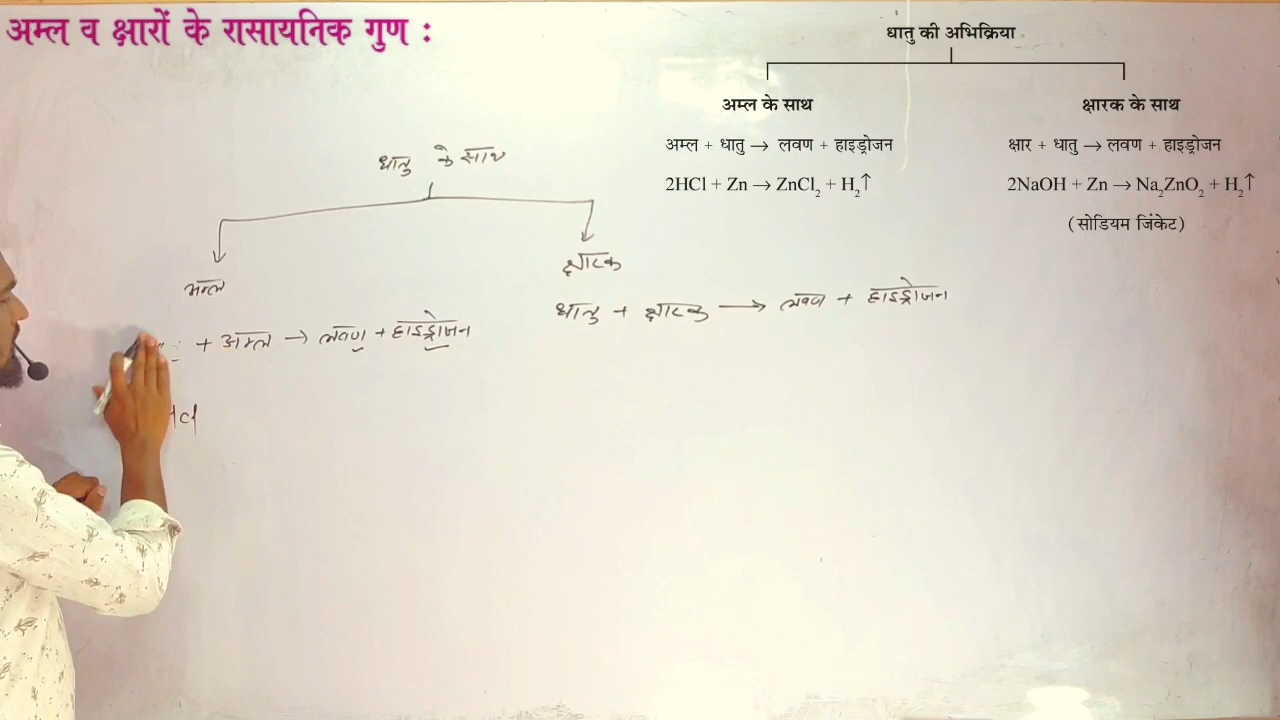 अम्ल व क्षारों के रासायनिक गुण :
धातु की अभिक्रिया
अम्ल के साथ
क्षारक के साथ
अम्ल + धातु → लवण + हाइड्रोजन
क्षार + धातु → लवण + हाइड्रोजन
2HCl + Zn → ZnCl₂ + H₂↑
2NaOH + Zn → Na₂ZnO₂ + H₂↑
(सोडियम जिंकेट)
धातु के साथ
अम्ल
क्षारक
+ अम्ल → लवण + हाइड्रोजन
धातु + क्षारक → लवण + हाइड्रोजन